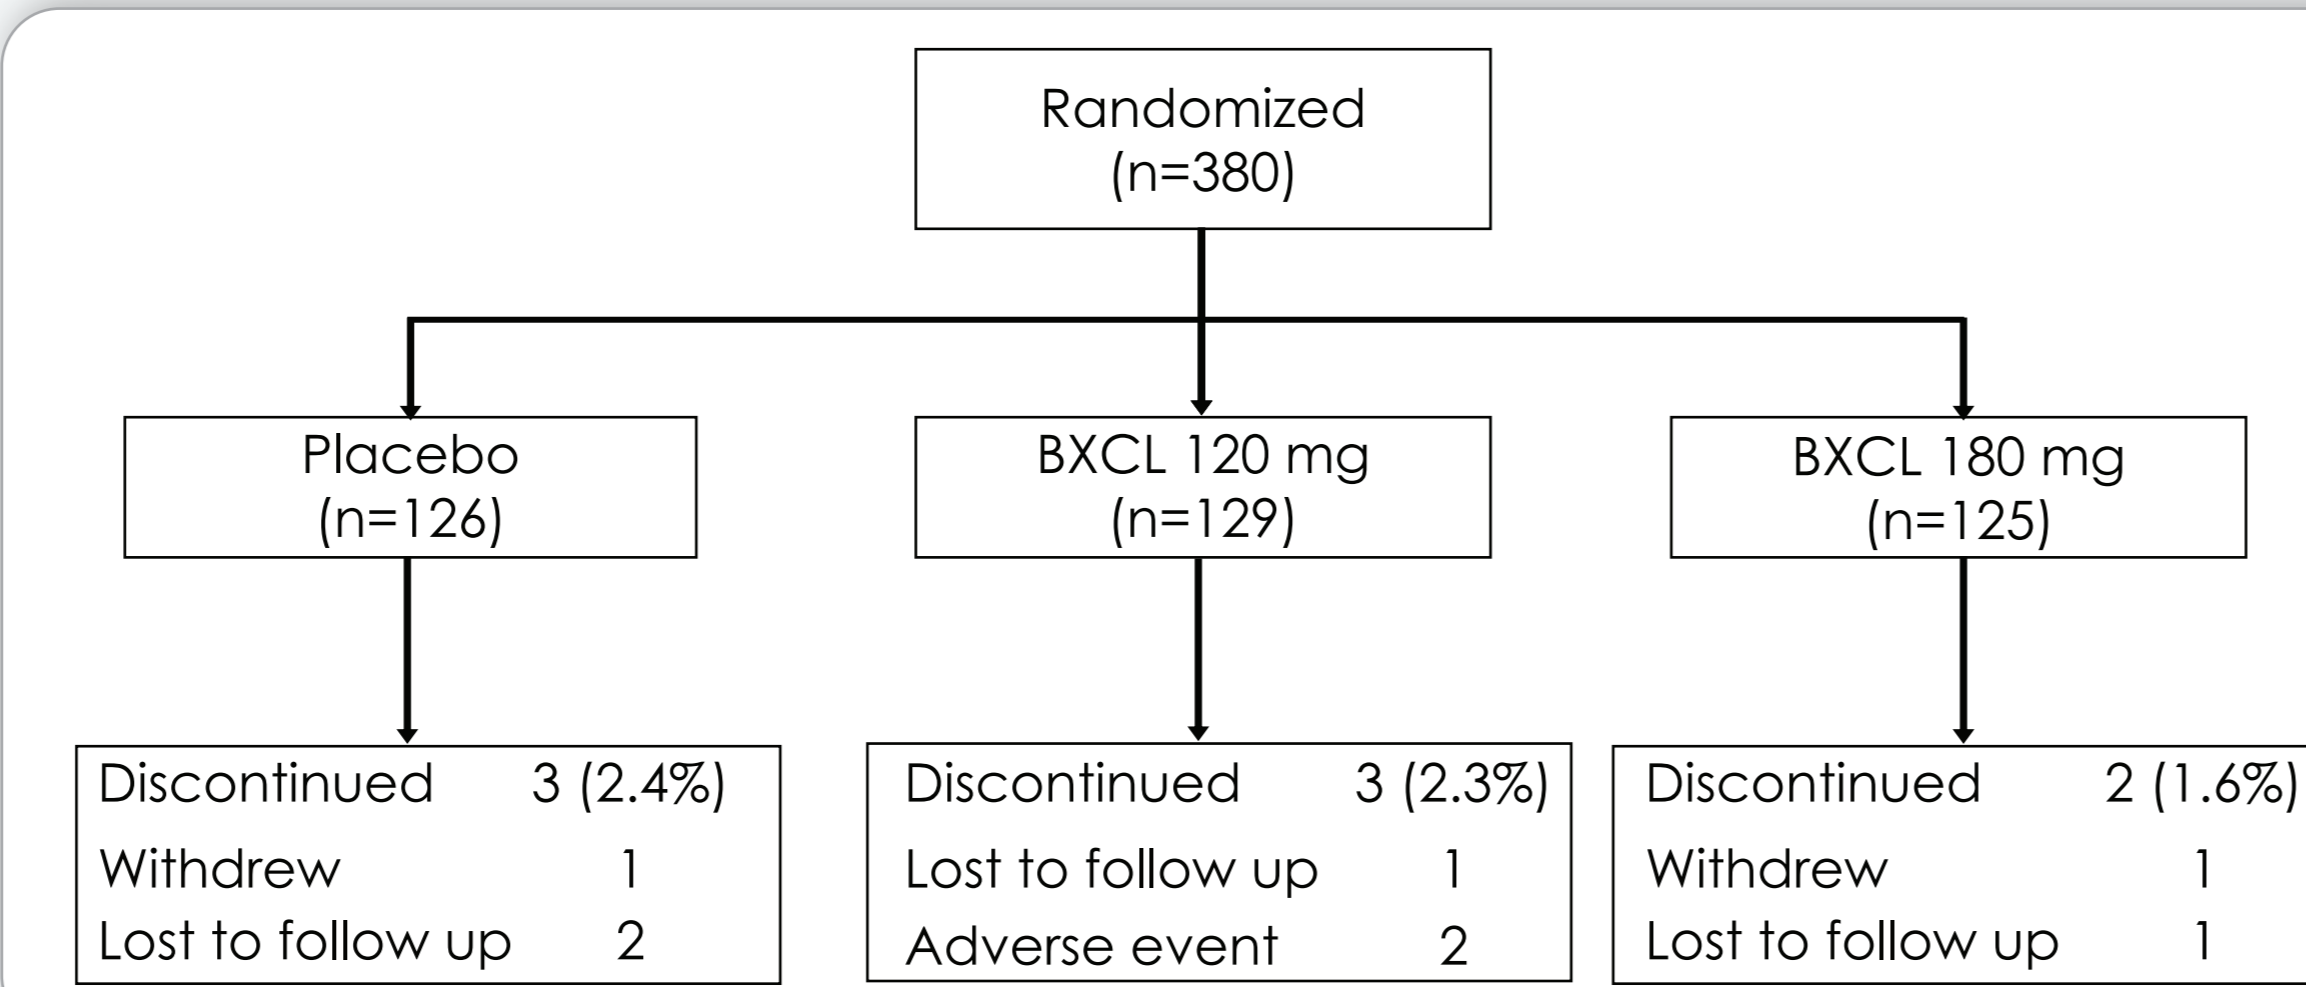 Randomized
(n=380)
Placebo
(n=126)
BXCL 120 mg
(n=129)
BXCL 180 mg
(n=125)
Discontinued 3 (2.4%)
Withdrew 1
Lost to follow up 2
Discontinued 3 (2.3%)
Lost to follow up 1
Adverse event 2
Discontinued 2 (1.6%)
Withdrew 1
Lost to follow up 1